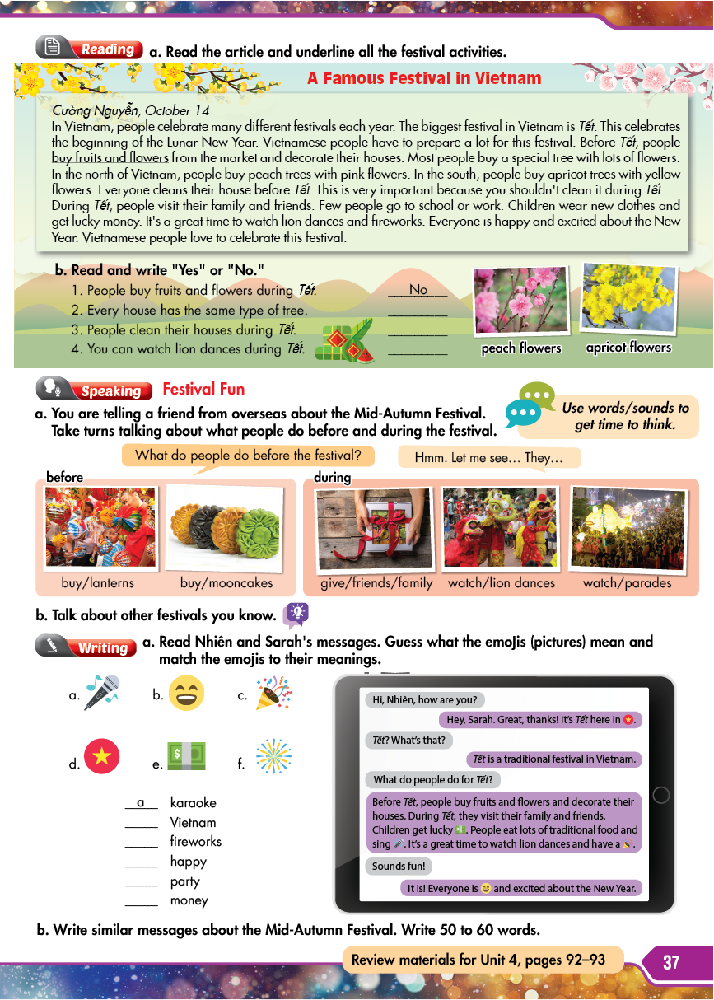 Reading a. Read the article and underline all the festival activities.
A Famous Festival in Vietnam
Cường Nguyễn, October 14
In Vietnam, people celebrate many different festivals each year. The biggest festival in Vietnam is Tết. This celebrates
the beginning of the Lunar New Year. Vietnamese people have to prepare a lot for this festival. Before Tết, people
buy fruits and flowers from the market and decorate their houses. Most people buy a special tree with lots of flowers.
In the north of Vietnam, people buy peach trees with pink flowers. In the south, people buy apricot trees with yellow
flowers. Everyone cleans their house before Tết. This is very important because you shouldn't clean it during Tết.
During Tết, people visit their family and friends. Few people go to school or work. Children wear new clothes and
get lucky money. It's a great time to watch lion dances and fireworks. Everyone is happy and excited about the New
Year. Vietnamese people love to celebrate this festival.
b. Read and write "Yes" or "No."
1. People buy fruits and flowers during Tết. No
2. Every house has the same type of tree. __________
3. People clean their houses during Tết. __________
4. You can watch lion dances during Tết. __________
peach flowers
apricot flowers
Speaking Festival Fun
a. You are telling a friend from overseas about the Mid-Autumn Festival.
Take turns talking about what people do before and during the festival.
Use words/sounds to
get time to think.
What do people do before the festival?
Hmm. Let me see... They...
before
buy/lanterns
buy/mooncakes
during
give/friends/family
watch/lion dances
watch/parades
b. Talk about other festivals you know.
Writing a. Read Nhiên and Sarah's messages. Guess what the emojis (pictures) mean and
match the emojis to their meanings.
a.
b.
c.
d.
e.
f.
a karaoke
_____ Vietnam
_____ fireworks
_____ happy
_____ party
_____ money
Hi, Nhiên, how are you?
Hey, Sarah. Great, thanks! It's Tết here in .
Tết? What's that?
Tết is a traditional festival in Vietnam.
What do people do for Tết?
Before Tết, people buy fruits and flowers and decorate their
houses. During Tết, they visit their family and friends.
Children get lucky . People eat lots of traditional food and
sing . It's a great time to watch lion dances and have a .
Sounds fun!
It is! Everyone is and excited about the New Year.
b. Write similar messages about the Mid-Autumn Festival. Write 50 to 60 words.
Review materials for Unit 4, pages 92–93
37